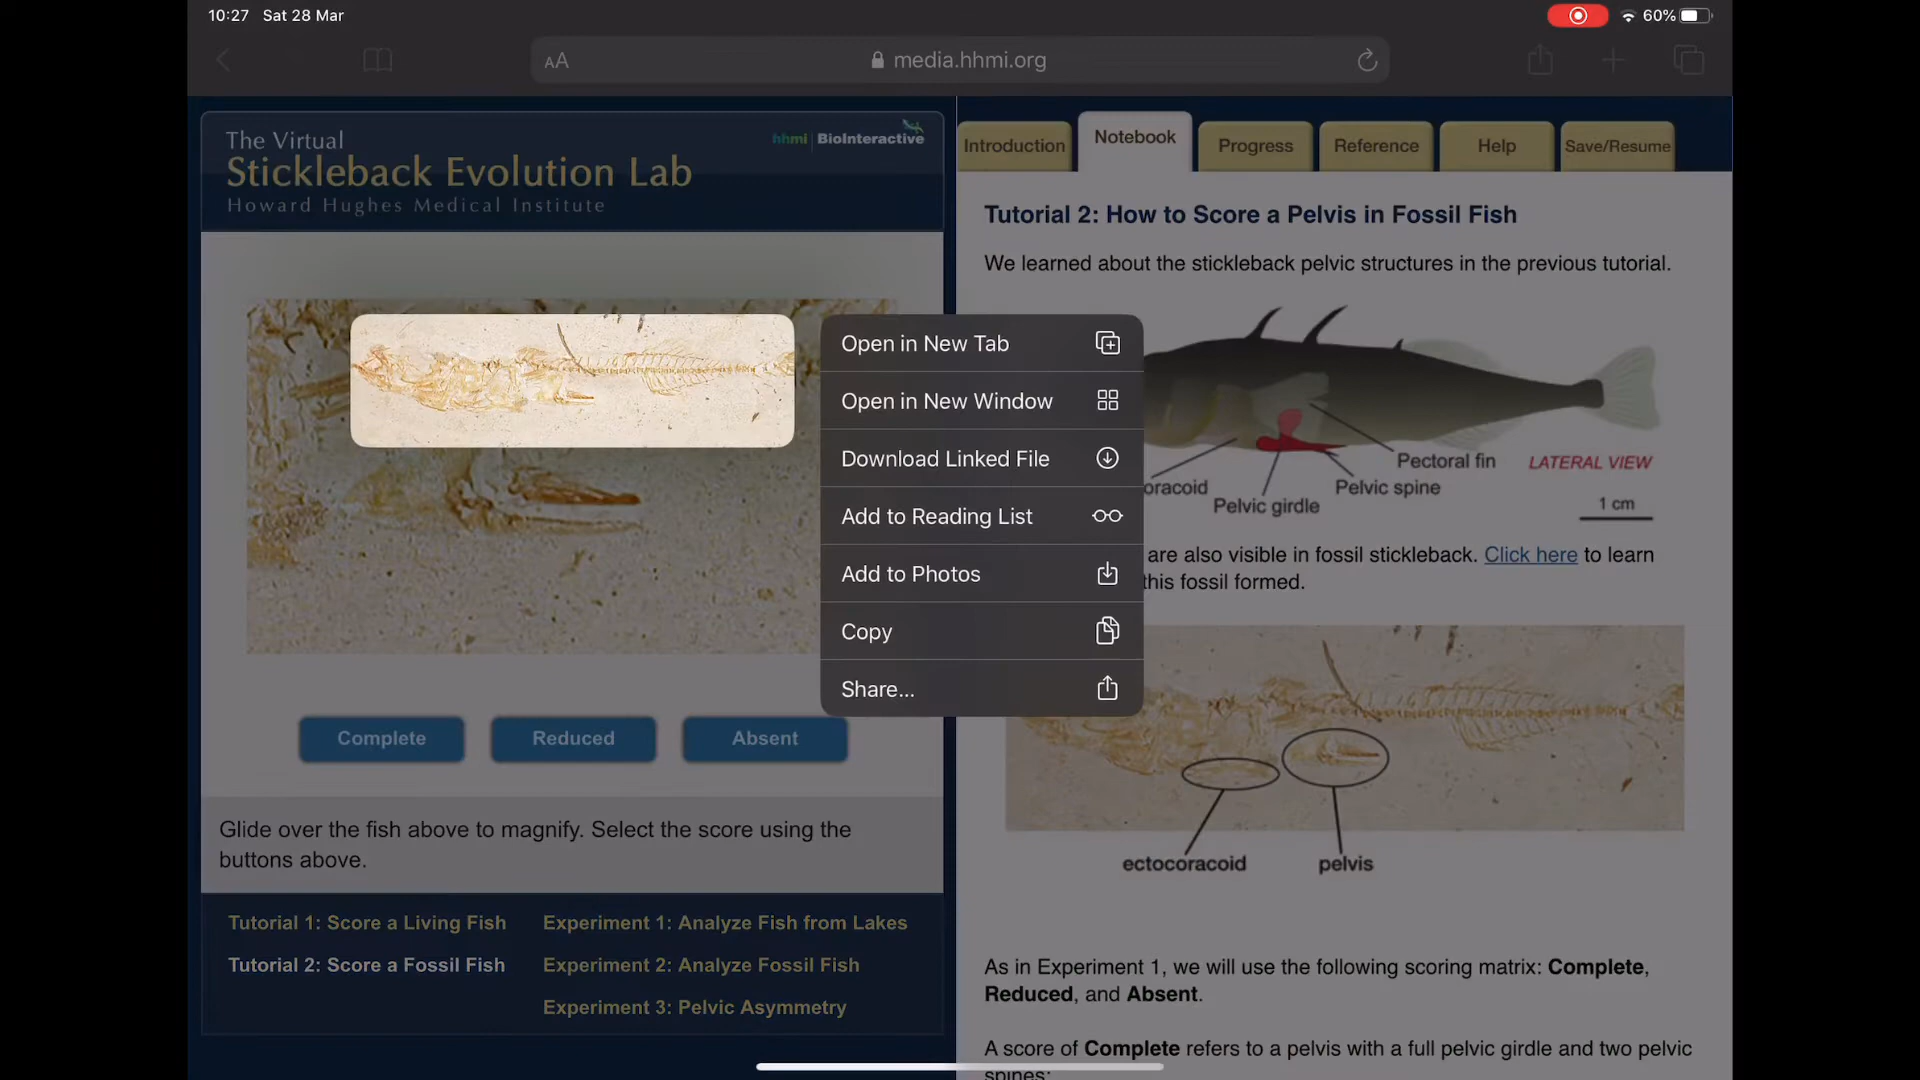 10:27 Sat 28 Mar
60%
AA
media.hhmi.org
The Virtual
Stickleback Evolution Lab
Howard Hughes Medical Institute
hhmi BioInteractive
Introduction
Notebook
Progress
Reference
Help
Save/Resume
Open in New Tab
Open in New Window
Download Linked File
Add to Reading List
Add to Photos
Copy
Share...
Complete
Reduced
Absent
Glide over the fish above to magnify. Select the score using the
buttons above.
Tutorial 1: Score a Living Fish
Tutorial 2: Score a Fossil Fish
Experiment 1: Analyze Fish from Lakes
Experiment 2: Analyze Fossil Fish
Experiment 3: Pelvic Asymmetry
Tutorial 2: How to Score a Pelvis in Fossil Fish
We learned about the stickleback pelvic structures in the previous tutorial.
oracoid
Pelvic girdle
Pelvic spine
Pectoral fin
LATERAL VIEW
1 cm
are also visible in fossil stickleback. Click here to learn
this fossil formed.
ectocoracoid
pelvis
As in Experiment 1, we will use the following scoring matrix: Complete,
Reduced, and Absent.
A score of Complete refers to a pelvis with a full pelvic girdle and two pelvic
spines: